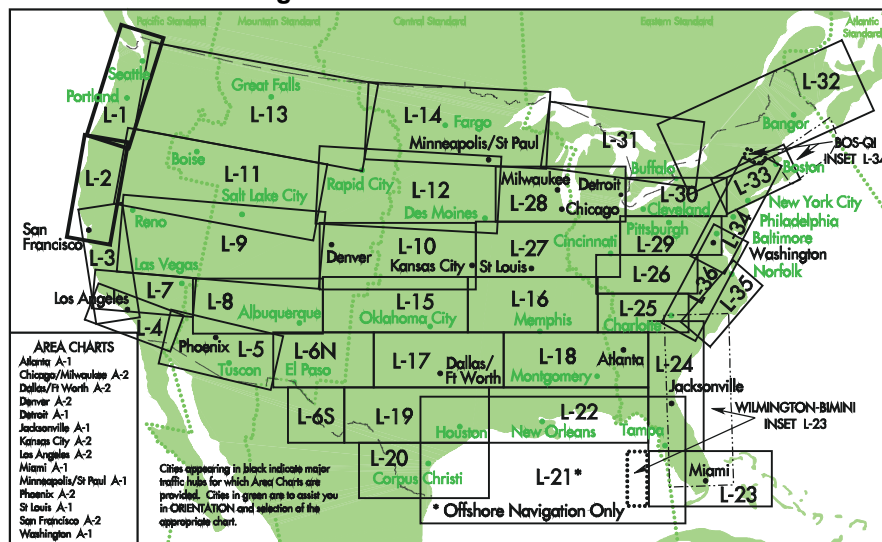 Pacific Standard
Mountain Standard
Central Standard
Eastern Standard
Atlantic
Standard
Seattle
Portland
L-1
Great Falls
L-13
L-14
Fargo
Minneapolis/St Paul
L-31
L-32
Bangor
BOS-QI
INSET L-34
Boston
Boise
L-11
Salt Lake City
Rapid City
L-12
Des Moines
Milwaukee
L-28
Chicago
Detroit
Buffalo
L-30
Cleveland
L-33
New York City
Philadelphia
Baltimore
Washington
Norfolk
L-2
San
Francisco
L-3
Reno
L-9
Las Vegas
Denver
L-10
Kansas City
L-27
St Louis
Cincinnati
Pittsburgh
L-29
L-34
L-26
L-36
L-35
Los Angeles
L-7
L-4
L-8
Albuquerque
L-15
Oklahoma City
L-16
Memphis
L-25
Charlotte
Phoenix
L-5
Tuscon
L-6N
El Paso
L-17
Dallas/
Ft Worth
L-18
Montgomery
Atlanta
L-24
Jacksonville
L-6S
L-19
Houston
L-22
New Orleans
Tampa
WILMINGTON-BIMINI
INSET L-23
L-20
Corpus Christi
L-21*
* Offshore Navigation Only
Miami
L-23
AREA CHARTS
Atlanta A-1
Chicago/Milwaukee A-2
Dallas/Ft Worth A-2
Denver A-2
Detroit A-1
Jacksonville A-1
Kansas City A-2
Los Angeles A-2
Miami A-1
Minneapolis/St Paul A-1
Phoenix A-2
St Louis A-1
San Francisco A-2
Washington A-1
Cities appearing in black indicate major
traffic hubs for which Area Charts are
provided. Cities in green are to assist you
in ORIENTATION and selection of the
appropriate chart.